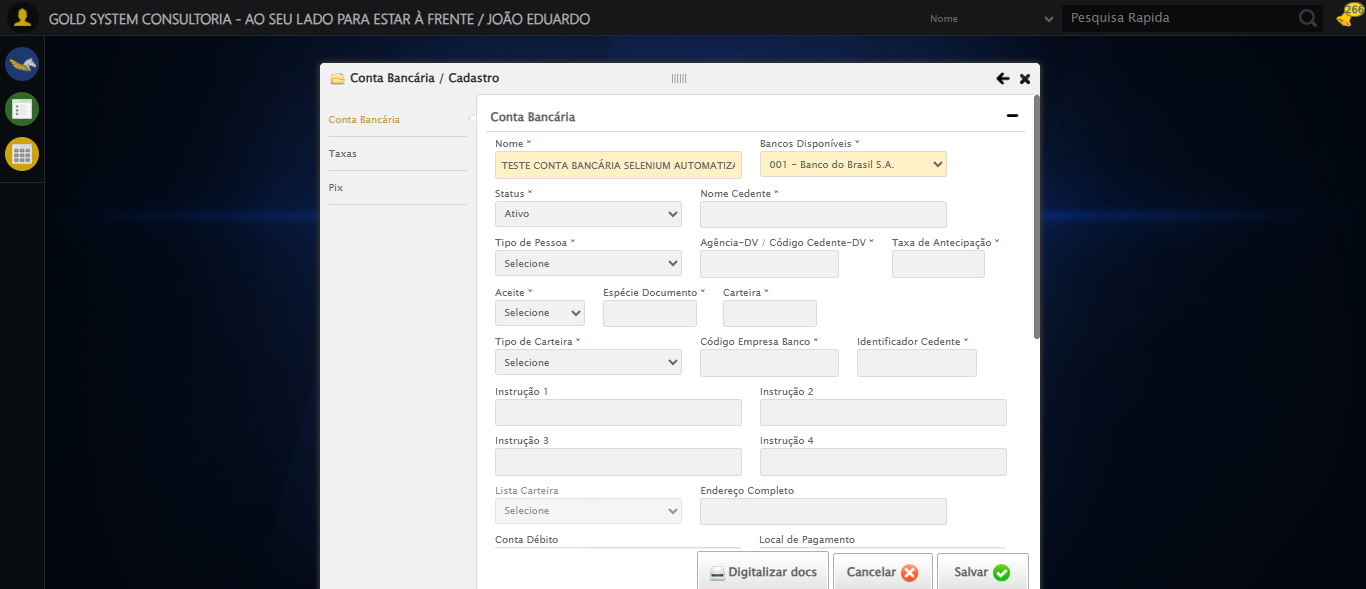 GOLD SYSTEM CONSULTORIA - AO SEU LADO PARA ESTAR À FRENTE / JOÃO EDUARDO
Nome
Pesquisa Rapida
266
Conta Bancária / Cadastro
Conta Bancária
Taxas
Pix
Conta Bancária
Nome *
Bancos Disponíveis *
TESTE CONTA BANCÁRIA SELENIUM AUTOMATIZA
001 - Banco do Brasil S.A.
Status *
Nome Cedente *
Ativo
Tipo de Pessoa *
Agência-DV / Código Cedente-DV *
Taxa de Antecipação *
Selecione
Aceite *
Espécie Documento *
Carteira *
Selecione
Tipo de Carteira *
Código Empresa Banco *
Identificador Cedente *
Selecione
Instrução 1
Instrução 2
Instrução 3
Instrução 4
Lista Carteira
Endereço Completo
Selecione
Conta Débito
Local de Pagamento
Digitalizar docs
Cancelar
Salvar